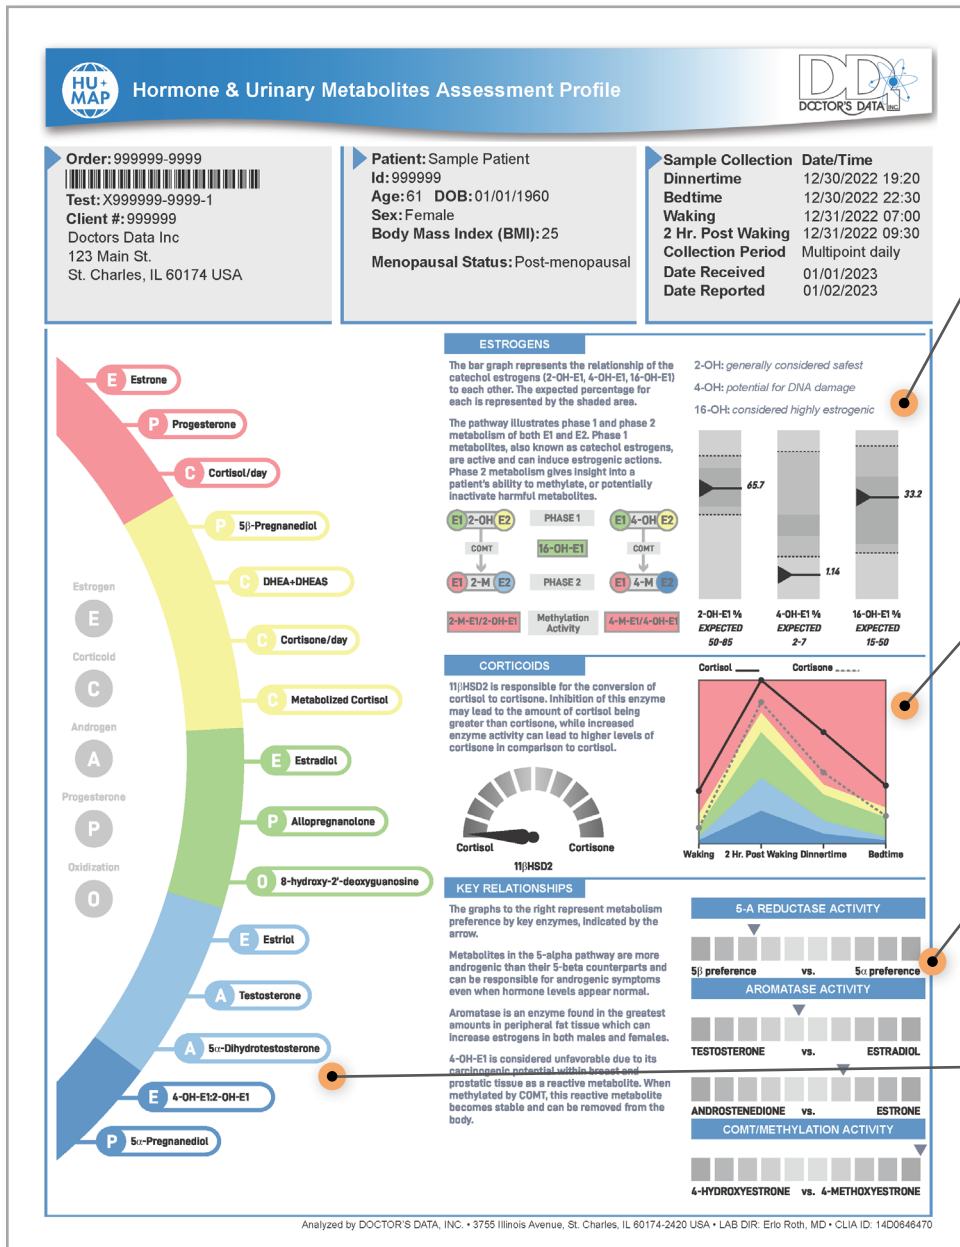 HU
MAP
Hormone & Urinary Metabolites Assessment Profile
DDI
DOCTOR'S DATA INC.
Order: 999999-9999
Test: X999999-9999-1
Client #: 999999
Doctors Data Inc
123 Main St.
St. Charles, IL 60174 USA
Patient: Sample Patient
Id: 999999
Age: 61 DOB: 01/01/1960
Sex: Female
Body Mass Index (BMI): 25
Menopausal Status: Post-menopausal
Sample Collection Date/Time
Dinnertime 12/30/2022 19:20
Bedtime 12/30/2022 22:30
Waking 12/31/2022 07:00
2 Hr. Post Waking 12/31/2022 09:30
Collection Period Multipoint daily
Date Received 01/01/2023
Date Reported 01/02/2023
E Estrone
P Progesterone
C Cortisol/day
P 5β-Pregnanediol
C DHEA+DHEAS
C Cortisone/day
C Metabolized Cortisol
E Estradiol
P Allopregnanolone
O 8-hydroxy-2'-deoxyguanosine
E Estriol
A Testosterone
A 5α-Dihydrotestosterone
E 4-OH-E1:2-OH-E1
P 5α-Pregnanediol
Estrogen
E
Corticoid
C
Androgen
A
Progesterone
P
Oxidization
O
ESTROGENS
The bar graph represents the relationship of the
catechol estrogens (2-OH-E1, 4-OH-E1, 16-OH-E1)
to each other. The expected percentage for
each is represented by the shaded area.
The pathway illustrates phase 1 and phase 2
metabolism of both E1 and E2. Phase 1
metabolites, also known as catechol estrogens,
are active and can induce estrogenic actions.
Phase 2 metabolism gives insight into a
patient's ability to methylate, or potentially
inactivate harmful metabolites.
E1 2-OH E2 PHASE 1 E1 4-OH E2
COMT 16-OH-E1 COMT
E1 2-M E2 PHASE 2 E1 4-M E2
2-M-E1/2-OH-E1 Methylation Activity 4-M-E1/4-OH-E1
2-OH: generally considered safest
4-OH: potential for DNA damage
16-OH: considered highly estrogenic
65.7
1.14
33.2
2-OH-E1 % 4-OH-E1 % 16-OH-E1 %
EXPECTED EXPECTED EXPECTED
50-85 2-7 15-50
CORTICOIDS
11βHSD2 is responsible for the conversion of
cortisol to cortisone. Inhibition of this enzyme
may lead to the amount of cortisol being
greater than cortisone, while increased
enzyme activity can lead to higher levels of
cortisone in comparison to cortisol.
Cortisol Cortisone
11βHSD2
Cortisol Cortisone
Waking 2 Hr. Post Waking Dinnertime Bedtime
KEY RELATIONSHIPS
The graphs to the right represent metabolism
preference by key enzymes, indicated by the
arrow.
Metabolites in the 5-alpha pathway are more
androgenic than their 5-beta counterparts and
can be responsible for androgenic symptoms
even when hormone levels appear normal.
Aromatase is an enzyme found in the greatest
amounts in peripheral fat tissue which can
increase estrogens in both males and females.
4-OH-E1 is considered unfavorable due to its
carcinogenic potential within breast and
prostatic tissue as a reactive metabolite. When
methylated by COMT, this reactive metabolite
becomes stable and can be removed from the
body.
5-A REDUCTASE ACTIVITY
5β preference vs. 5α preference
AROMATASE ACTIVITY
TESTOSTERONE vs. ESTRADIOL
ANDROSTENEDIONE vs. ESTRONE
COMT/METHYLATION ACTIVITY
4-HYDROXYESTRONE vs. 4-METHOXYESTRONE
Analyzed by DOCTOR'S DATA, INC. • 3755 Illinois Avenue, St. Charles, IL 60174-2420 USA • LAB DIR: Erlo Roth, MD • CLIA ID: 14D0646470